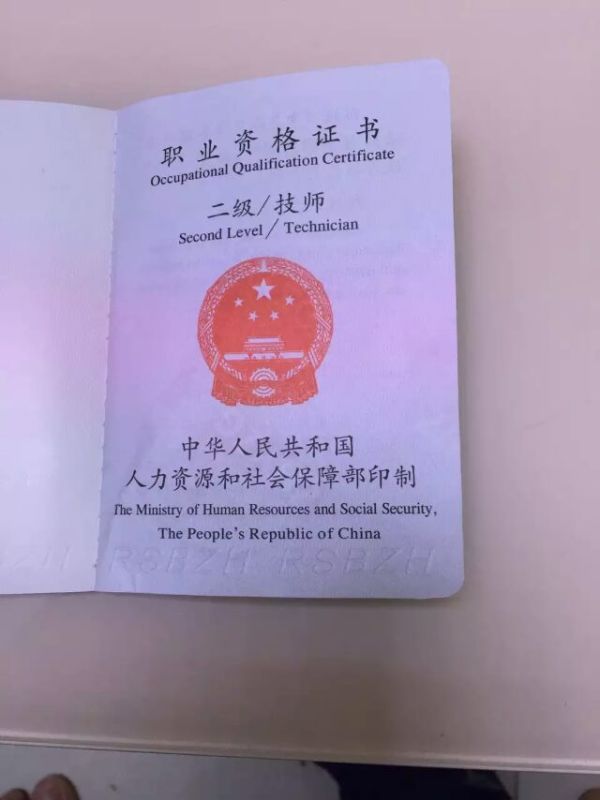 职业资格证书
Occupational Qualification Certificate
二级/技师
Second Level/Technician
中华人民共和国
人力资源和社会保障部印制
The Ministry of Human Resources and Social Security,
The People's Republic of China
RSBZH RSBZH